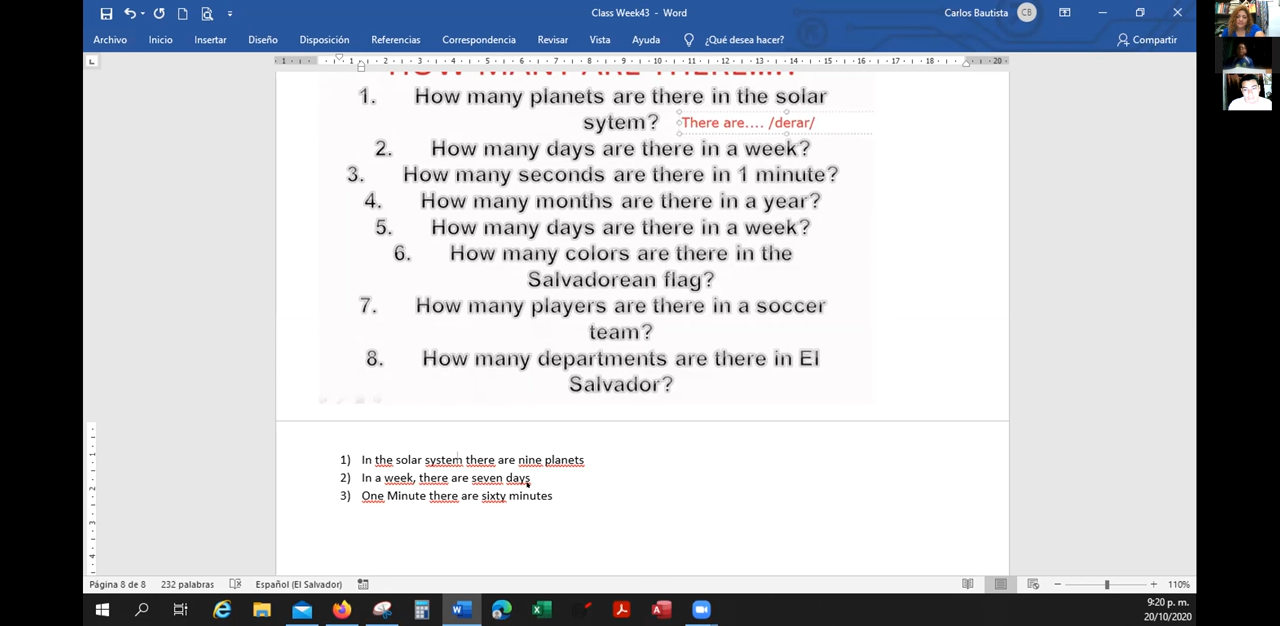 Class Week43 - Word
Carlos Bautista
CB
Archivo Inicio Insertar Diseño Disposición Referencias Correspondencia Revisar Vista Ayuda ¿Qué desea hacer? Compartir
1. How many planets are there in the solar
sytem? There are.... /derar/
2. How many days are there in a week?
3. How many seconds are there in 1 minute?
4. How many months are there in a year?
5. How many days are there in a week?
6. How many colors are there in the
Salvadorean flag?
7. How many players are there in a soccer
team?
8. How many departments are there in El
Salvador?
1) In the solar system there are nine planets
2) In a week, there are seven days
3) One Minute there are sixty minutes
Página 8 de 8 232 palabras Español (El Salvador) 110%
9:20 p. m.
20/10/2020